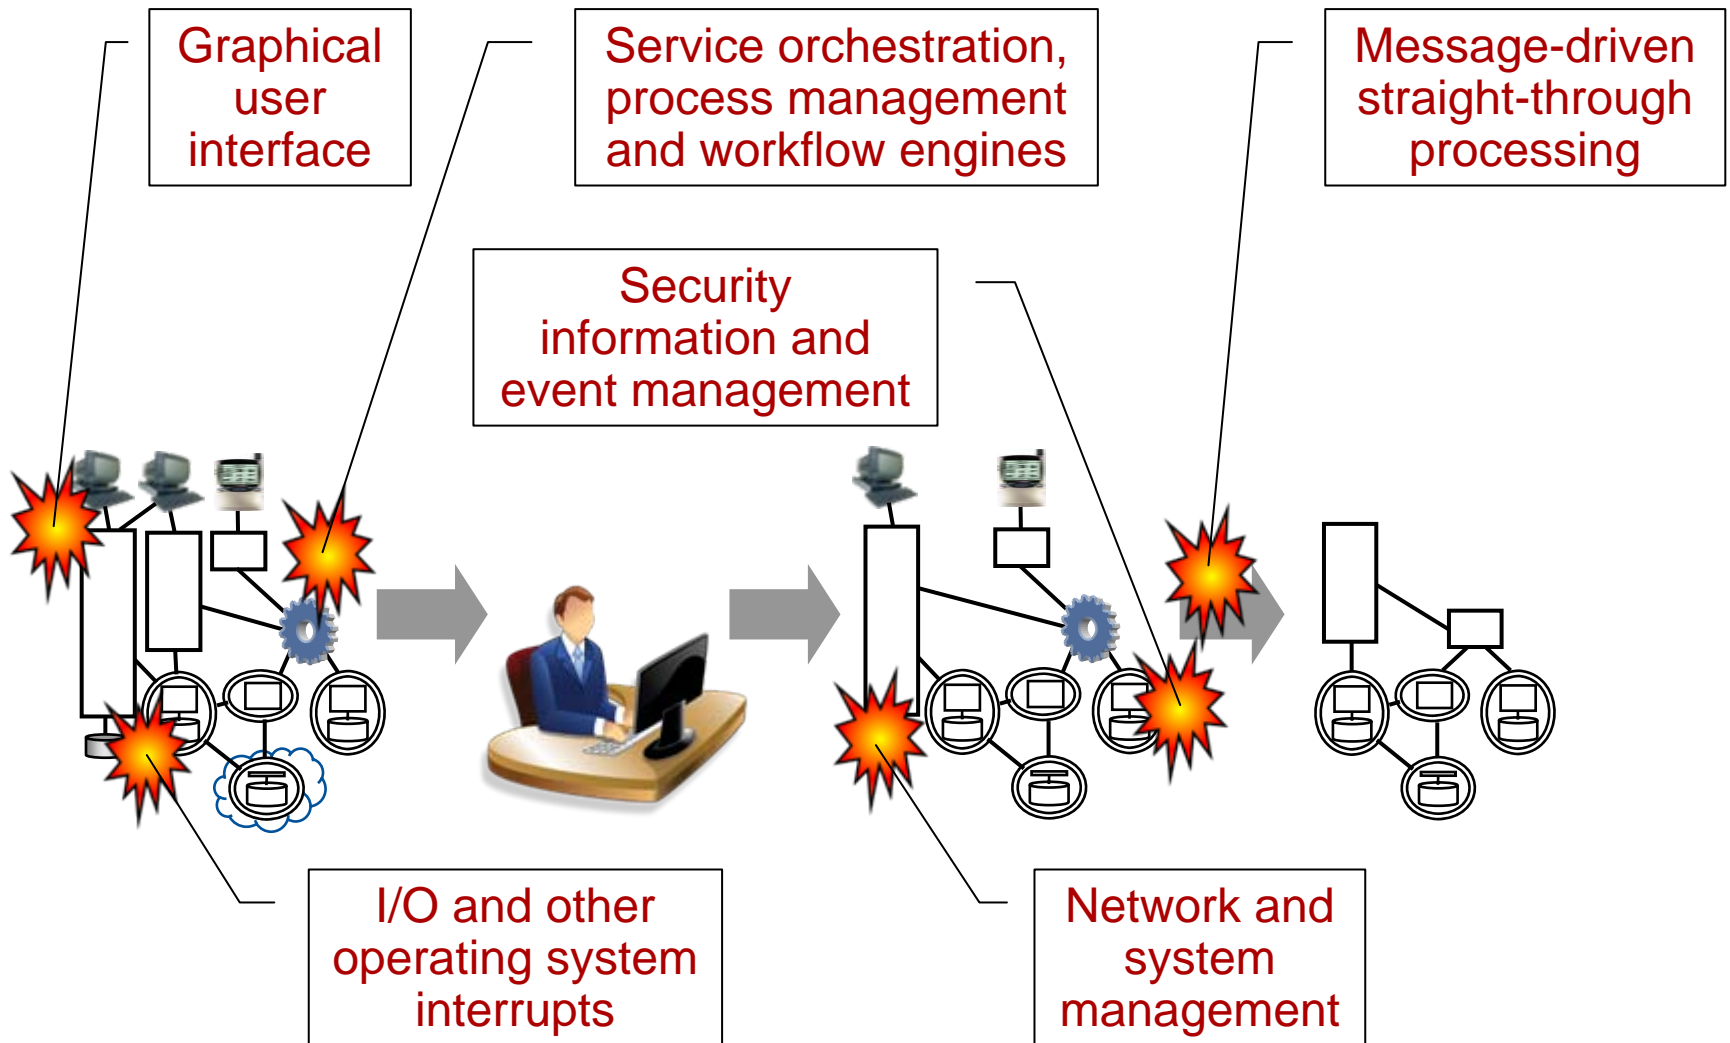 Graphical
user
interface
Service orchestration,
process management
and workflow engines
Message-driven
straight-through
processing
Security
information and
event management
I/O and other
operating system
interrupts
Network and
system
management